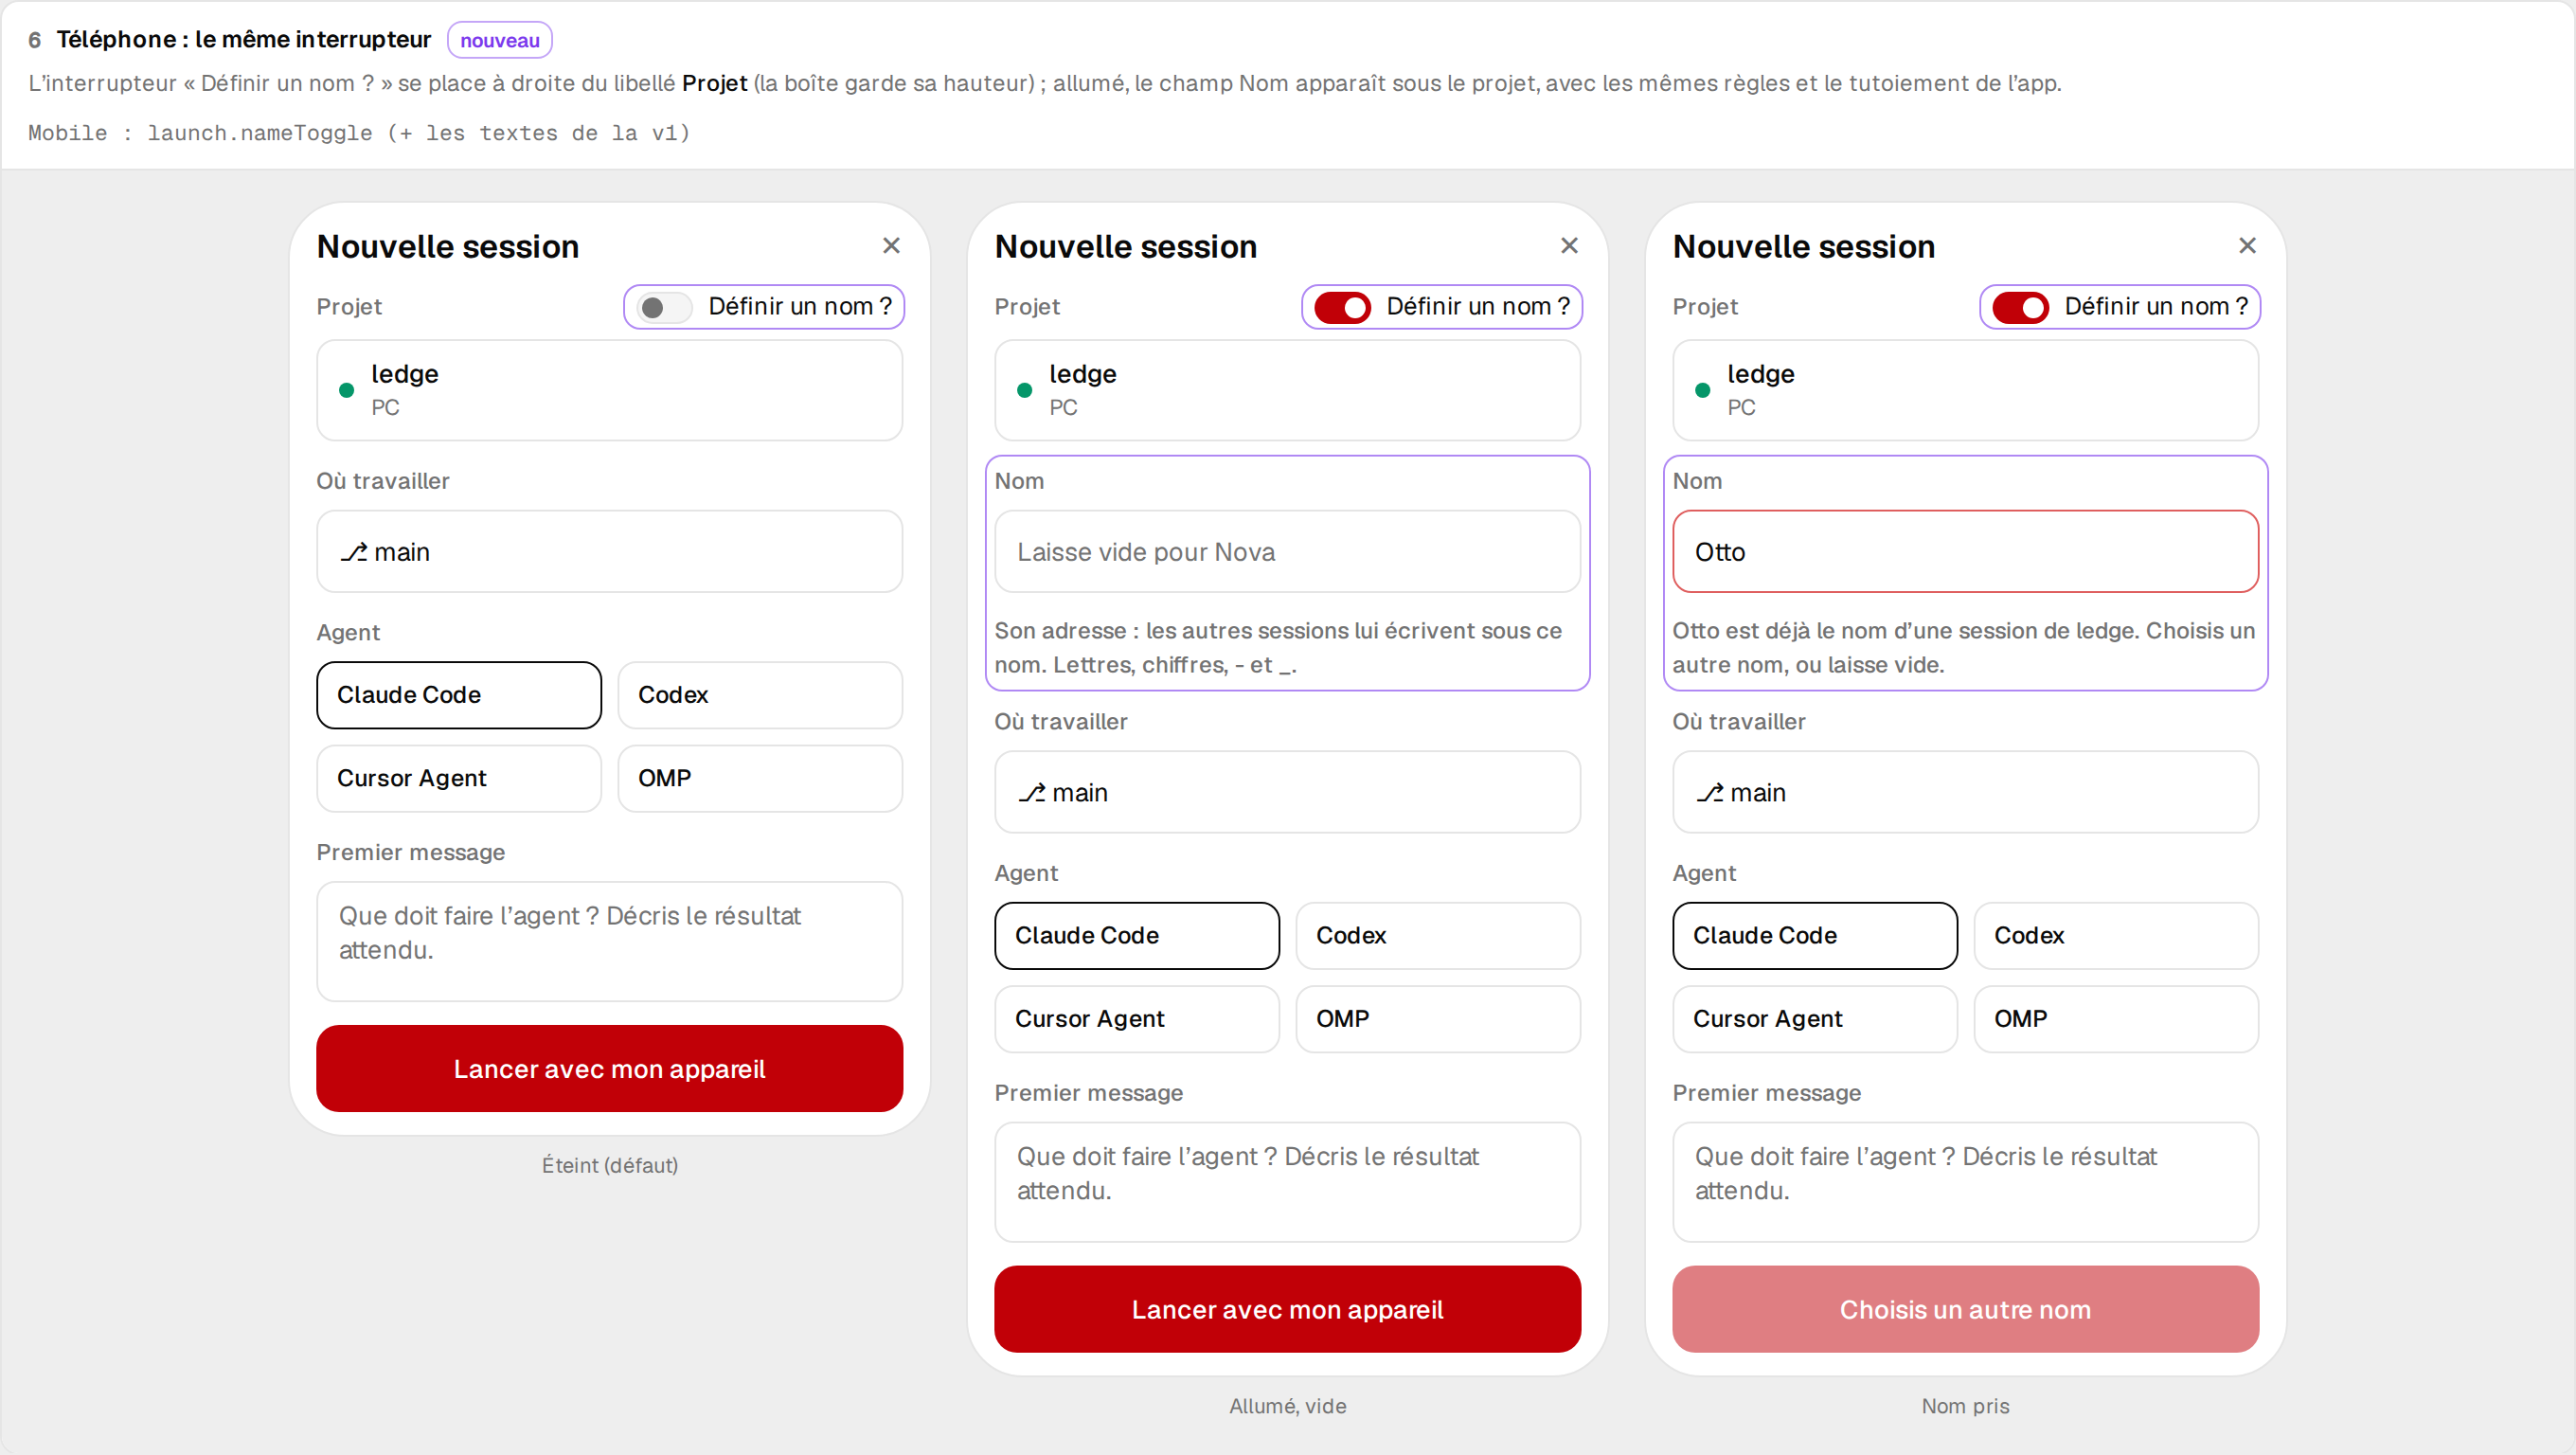 6 Téléphone : le même interrupteur nouveau
L’interrupteur « Définir un nom ? » se place à droite du libellé Projet (la boîte garde sa hauteur) ; allumé, le champ Nom apparaît sous le projet, avec les mêmes règles et le tutoiement de l’app.
Mobile : launch.nameToggle (+ les textes de la v1)
Nouvelle session ✕
Projet Définir un nom ?
ledge
PC
Où travailler
⎇ main
Agent
Claude Code Codex
Cursor Agent OMP
Premier message
Que doit faire l’agent ? Décris le résultat
attendu.
Lancer avec mon appareil
Éteint (défaut)
Nouvelle session ✕
Projet Définir un nom ?
ledge
PC
Nom
Laisse vide pour Nova
Son adresse : les autres sessions lui écrivent sous ce
nom. Lettres, chiffres, - et _.
Où travailler
⎇ main
Agent
Claude Code Codex
Cursor Agent OMP
Premier message
Que doit faire l’agent ? Décris le résultat
attendu.
Lancer avec mon appareil
Allumé, vide
Nouvelle session ✕
Projet Définir un nom ?
ledge
PC
Nom
Otto
Otto est déjà le nom d’une session de ledge. Choisis un
autre nom, ou laisse vide.
Où travailler
⎇ main
Agent
Claude Code Codex
Cursor Agent OMP
Premier message
Que doit faire l’agent ? Décris le résultat
attendu.
Choisis un autre nom
Nom pris